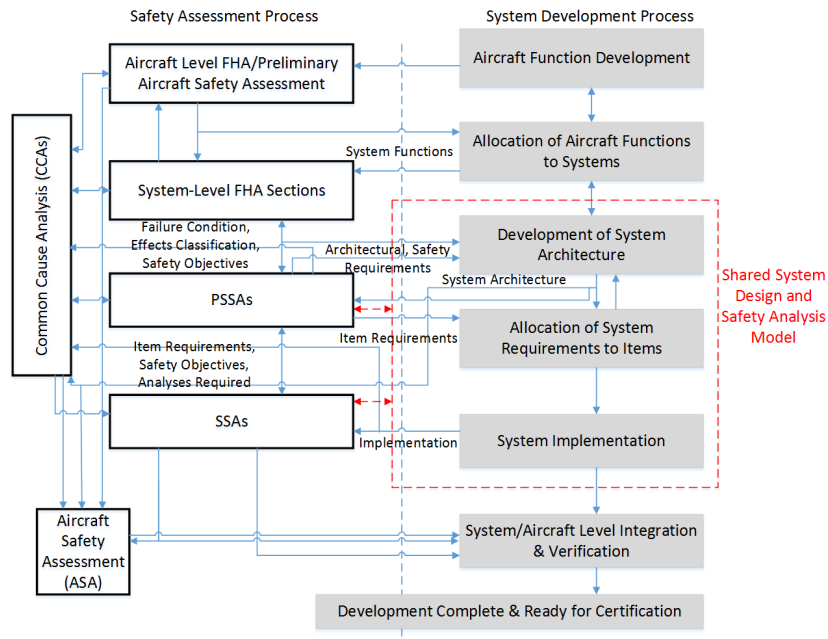 Safety Assessment Process
System Development Process
Aircraft Level FHA/Preliminary
Aircraft Safety Assessment
Aircraft Function Development
Allocation of Aircraft Functions
to Systems
System Functions
System-Level FHA Sections
Common Cause Analysis (CCAs)
Failure Condition,
Effects Classification,
Safety Objectives
Architectural, Safety
Requirements
Development of System
Architecture
Shared System
Design and
Safety Analysis
Model
System Architecture
PSSAs
Allocation of System
Requirements to Items
Item Requirements
Item Requirements,
Safety Objectives,
Analyses Required
SSAs
Implementation
System Implementation
Aircraft
Safety
Assessment
(ASA)
System/Aircraft Level Integration
& Verification
Development Complete & Ready for Certification